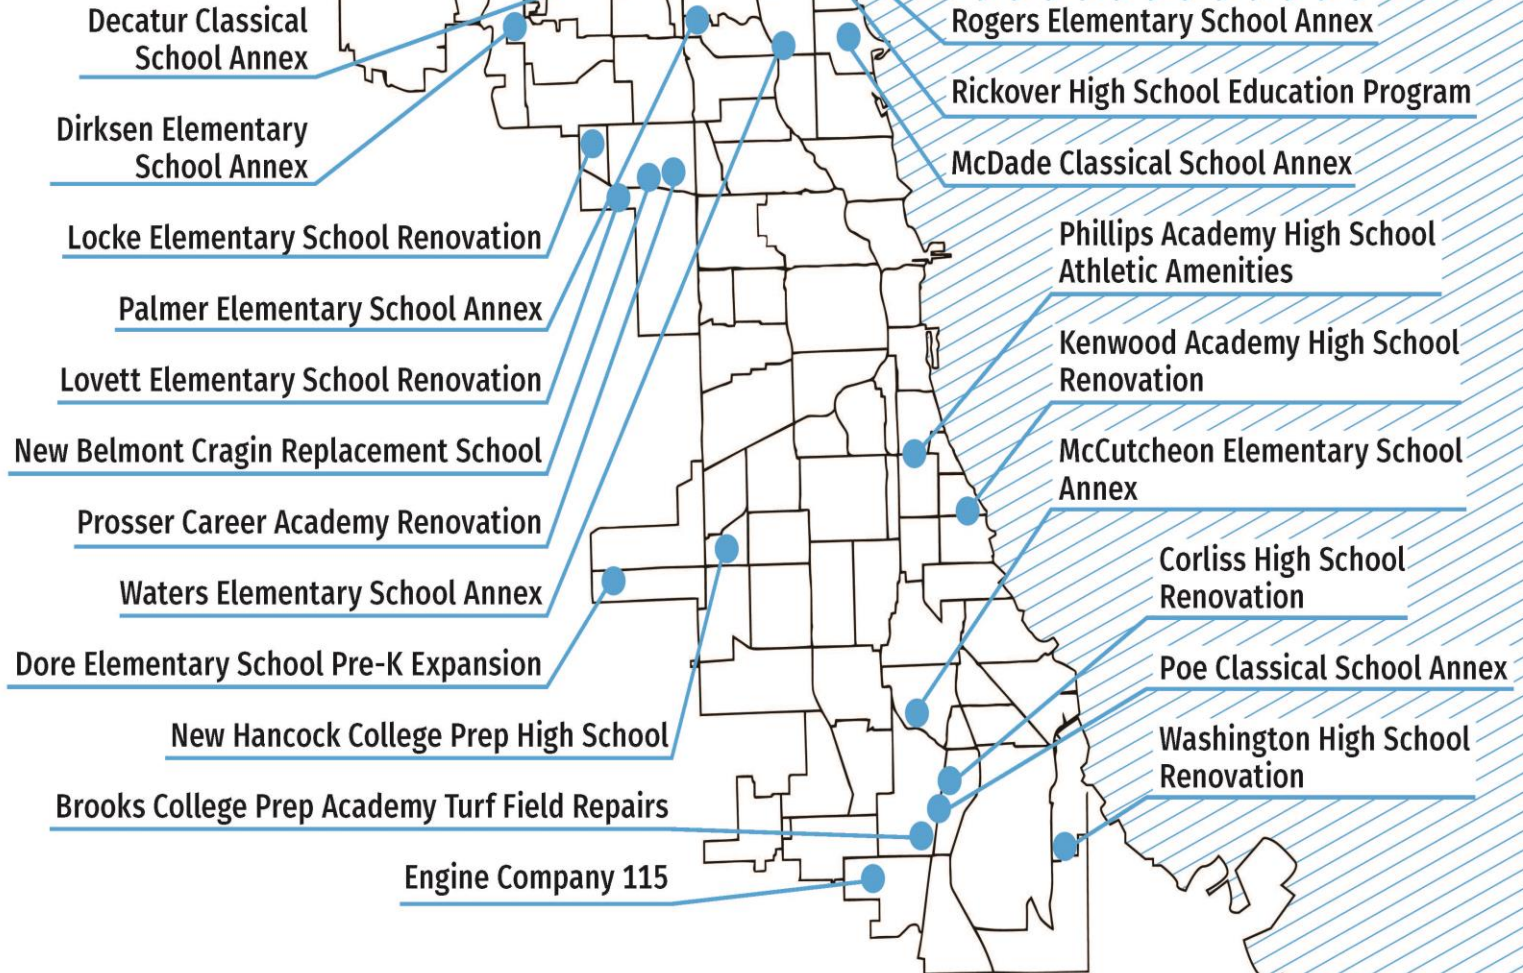 Decatur Classical
School Annex
Dirksen Elementary
School Annex
Locke Elementary School Renovation
Palmer Elementary School Annex
Lovett Elementary School Renovation
New Belmont Cragin Replacement School
Prosser Career Academy Renovation
Waters Elementary School Annex
Dore Elementary School Pre-K Expansion
New Hancock College Prep High School
Brooks College Prep Academy Turf Field Repairs
Engine Company 115
Rogers Elementary School Annex
Rickover High School Education Program
McDade Classical School Annex
Phillips Academy High School
Athletic Amenities
Kenwood Academy High School
Renovation
McCutcheon Elementary School
Annex
Corliss High School
Renovation
Poe Classical School Annex
Washington High School
Renovation